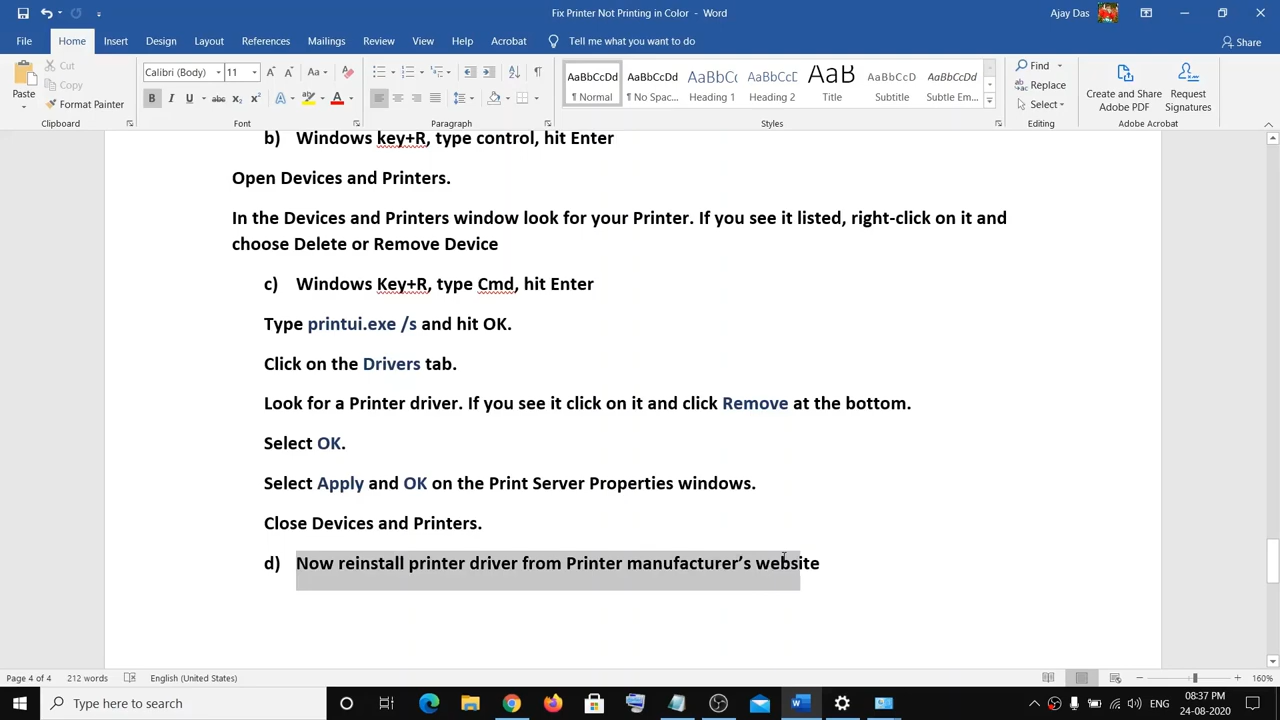 Fix Printer Not Printing in Color - Word
Ajay Das
File Home Insert Design Layout References Mailings Review View Help Acrobat Tell me what you want to do Share
Paste Cut Copy Format Painter Clipboard
Calibri (Body) 11 Font
Paragraph
AaBbCcDd ¶ Normal
AaBbCcDd ¶ No Spac...
AaBbCc Heading 1
AaBbCcD Heading 2
AaB Title
AaBbCcD Subtitle
AaBbCcDd Subtle Em...
Styles
Find Replace Select Editing
Create and Share Adobe PDF
Request Signatures
Adobe Acrobat
b) Windows key+R, type control, hit Enter
Open Devices and Printers.
In the Devices and Printers window look for your Printer. If you see it listed, right-click on it and
choose Delete or Remove Device
c) Windows Key+R, type Cmd, hit Enter
Type printui.exe /s and hit OK.
Click on the Drivers tab.
Look for a Printer driver. If you see it click on it and click Remove at the bottom.
Select OK.
Select Apply and OK on the Print Server Properties windows.
Close Devices and Printers.
d) Now reinstall printer driver from Printer manufacturer’s website
Page 4 of 4 212 words English (United States) 160%
Type here to search
ENG 08:37 PM
24-08-2020